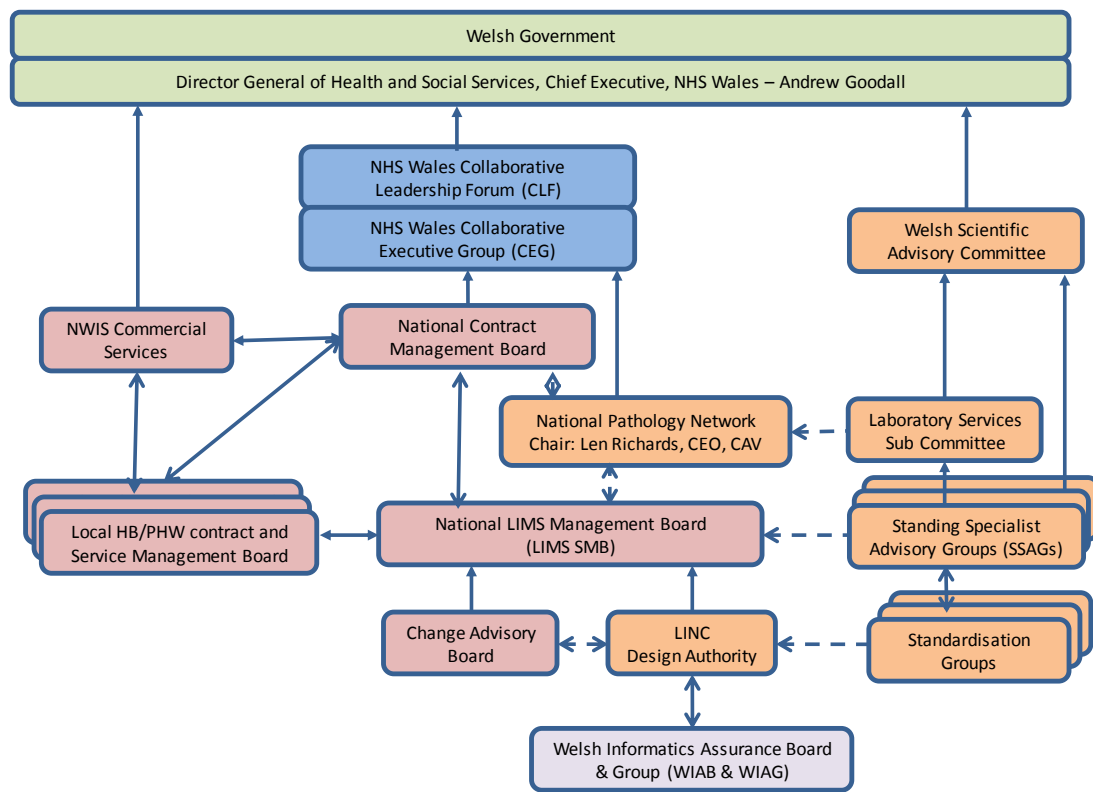 Welsh Government
Director General of Health and Social Services, Chief Executive, NHS Wales – Andrew Goodall
NHS Wales Collaborative
Leadership Forum (CLF)
NHS Wales Collaborative
Executive Group (CEG)
Welsh Scientific
Advisory Committee
NWIS Commercial
Services
National Contract
Management Board
National Pathology Network
Chair: Len Richards, CEO, CAV
Laboratory Services
Sub Committee
Local HB/PHW contract and
Service Management Board
National LIMS Management Board
(LIMS SMB)
Standing Specialist
Advisory Groups (SSAGs)
Change Advisory
Board
LINC
Design Authority
Standardisation
Groups
Welsh Informatics Assurance Board
& Group (WIAB & WIAG)